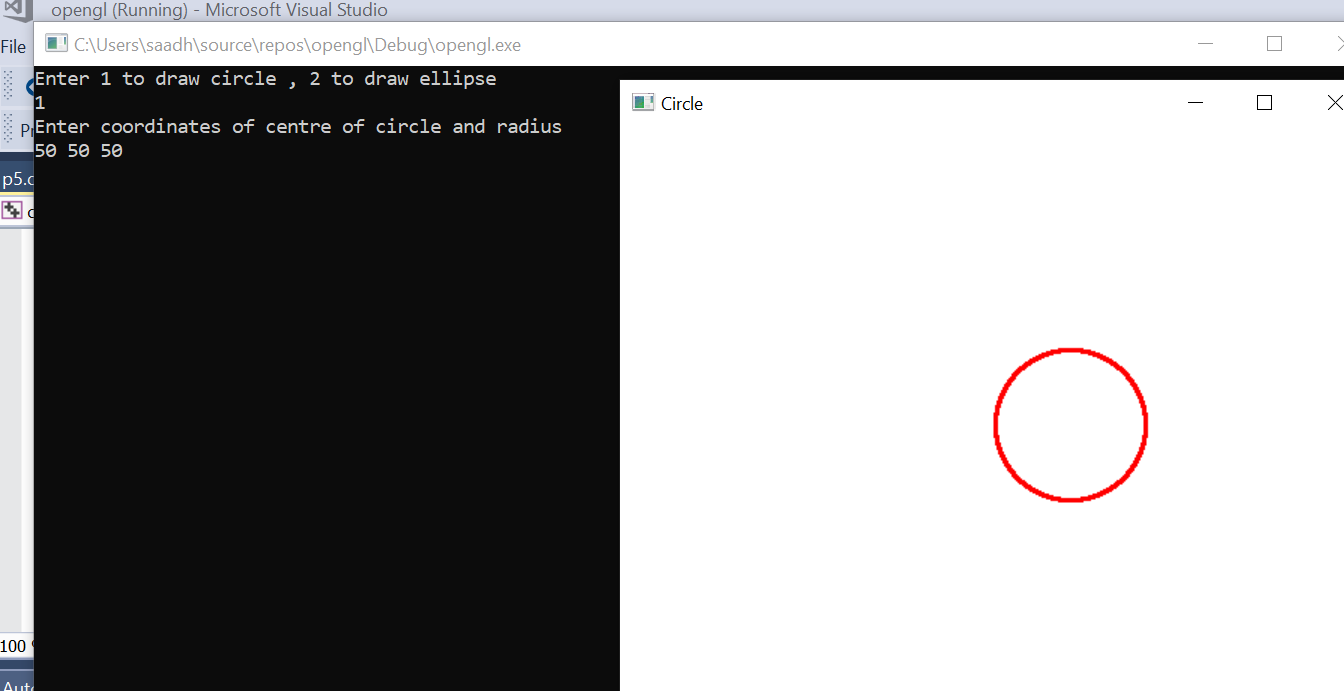 opengl (Running) - Microsoft Visual Studio
File
C:\Users\saadh\source\repos\opengl\Debug\opengl.exe
Enter 1 to draw circle , 2 to draw ellipse
1
Enter coordinates of centre of circle and radius
50 50 50
Circle
p5.c
100